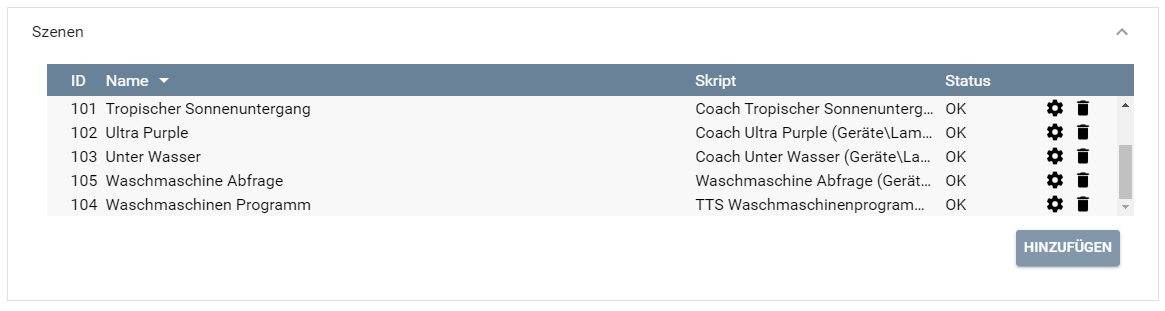 Szenen
ID Name Skript Status
101 Tropischer Sonnenuntergang Coach Tropischer Sonnenunterg... OK
102 Ultra Purple Coach Ultra Purple (Geräte\Lam... OK
103 Unter Wasser Coach Unter Wasser (Geräte\La... OK
105 Waschmaschine Abfrage Waschmaschine Abfrage (Gerät... OK
104 Waschmaschinen Programm TTS Waschmaschinenprogram... OK
HINZUFÜGEN